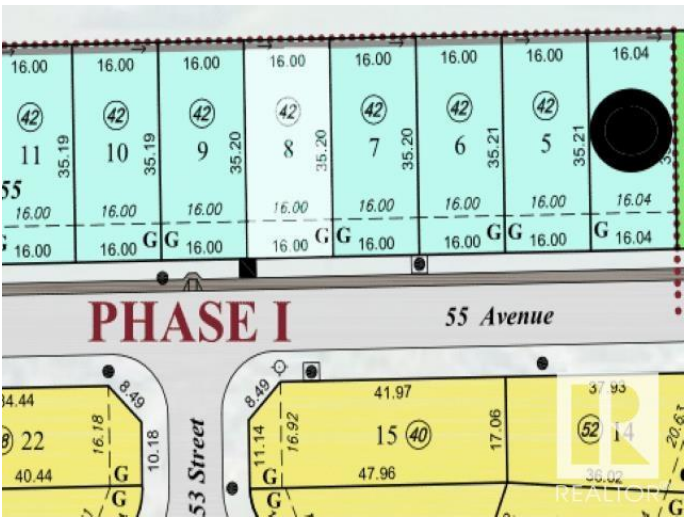 16.00 16.00 16.00 16.00 16.00 16.00 16.00 16.04
42 42 42 42 42 42 42
11 35.19 10 35.19 9 35.20 8 35.20 7 35.20 6 35.21 5 35.21
55
16.00 16.00 16.00 16.00 16.00 16.00 16.00 16.04
16.00 G G 16.00 16.00 G G 16.00 16.00 G G 16.00 16.04
PHASE I
55 Avenue
8.49 8.49 41.97 37.93
22 16.18 10.18 53 Street 11.14 16.92 15 40 17.06 52 14 20.63
40.44 G 47.96 36.02
G G G G
REALTOR